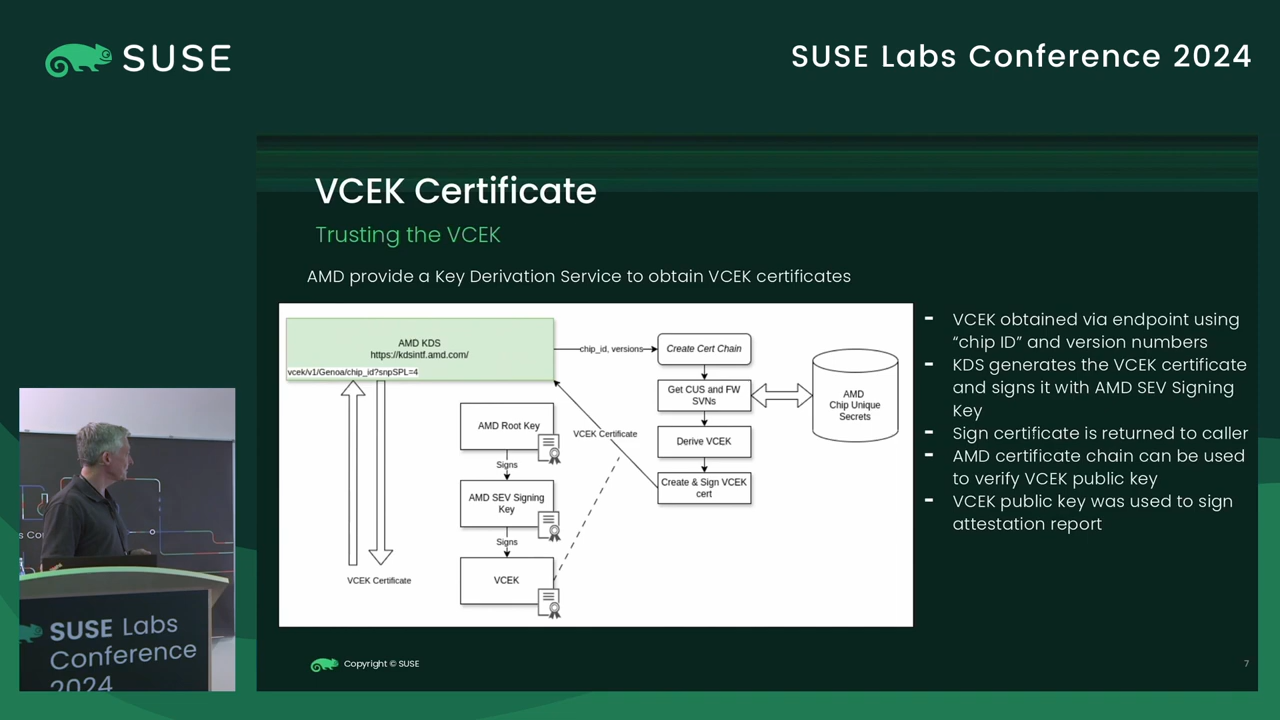 SUSE
SUSE Labs Conference 2024
VCEK Certificate
Trusting the VCEK
AMD provide a Key Derivation Service to obtain VCEK certificates
AMD KDS
https://kdsintf.amd.com/
vcek/v1/Genoa/chip_id?snpSPL=4
chip_id, versions
Create Cert Chain
Get CUS and FW
SVNs
AMD
Chip Unique
Secrets
Derive VCEK
Create & Sign VCEK
cert
VCEK Certificate
AMD Root Key
Signs
AMD SEV Signing
Key
Signs
VCEK
VCEK Certificate
- VCEK obtained via endpoint using
“chip ID” and version numbers
- KDS generates the VCEK certificate
and signs it with AMD SEV Signing
Key
- Sign certificate is returned to caller
- AMD certificate chain can be used
to verify VCEK public key
- VCEK public key was used to sign
attestation report
Copyright © SUSE
7
s Co
SUSE Labs
Conference
2024